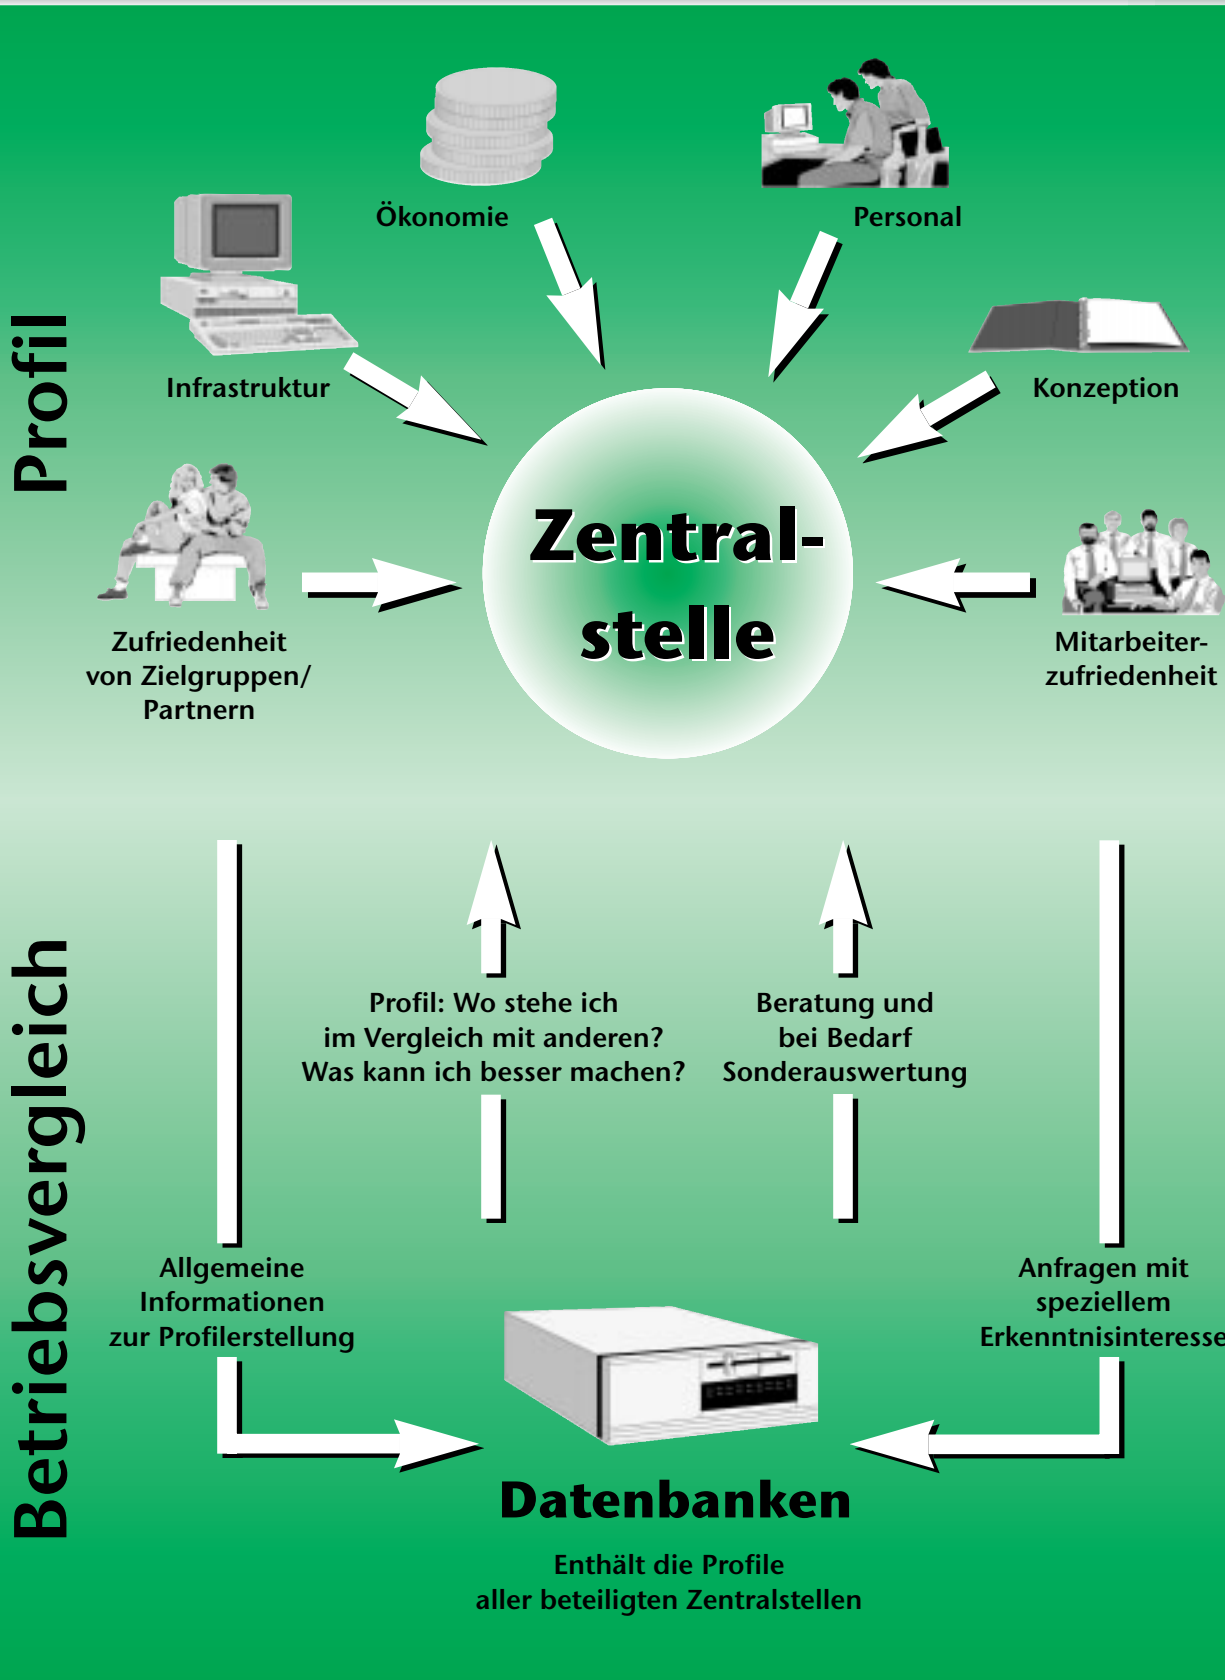 Profil
Ökonomie
Personal
Infrastruktur
Konzeption
Zentral-
stelle
Zufriedenheit
von Zielgruppen/
Partnern
Mitarbeiter-
zufriedenheit
Betriebsvergleich
Profil: Wo stehe ich
im Vergleich mit anderen?
Was kann ich besser machen?
Beratung und
bei Bedarf
Sonderauswertung
Allgemeine
Informationen
zur Profilerstellung
Anfragen mit
speziellem
Erkenntnisinteresse
Datenbanken
Enthält die Profile
aller beteiligten Zentralstellen